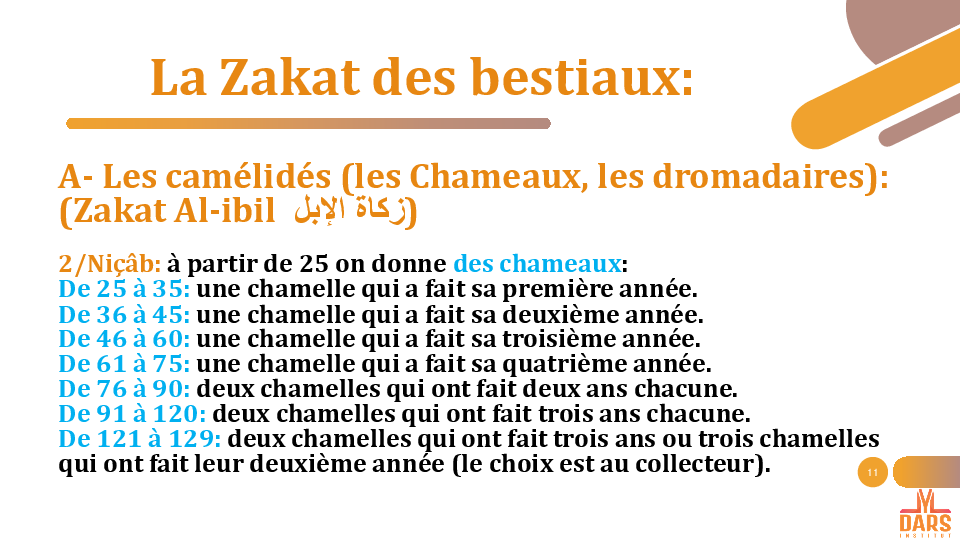 La Zakat des bestiaux:
A- Les camélidés (les Chameaux, les dromadaires):
(Zakat Al-ibil زكاة الإبل)
2/Niçâb: à partir de 25 on donne des chameaux:
De 25 à 35: une chamelle qui a fait sa première année.
De 36 à 45: une chamelle qui a fait sa deuxième année.
De 46 à 60: une chamelle qui a fait sa troisième année.
De 61 à 75: une chamelle qui a fait sa quatrième année.
De 76 à 90: deux chamelles qui ont fait deux ans chacune.
De 91 à 120: deux chamelles qui ont fait trois ans chacune.
De 121 à 129: deux chamelles qui ont fait trois ans ou trois chamelles
qui ont fait leur deuxième année (le choix est au collecteur).
11
DARS
INSTITUT